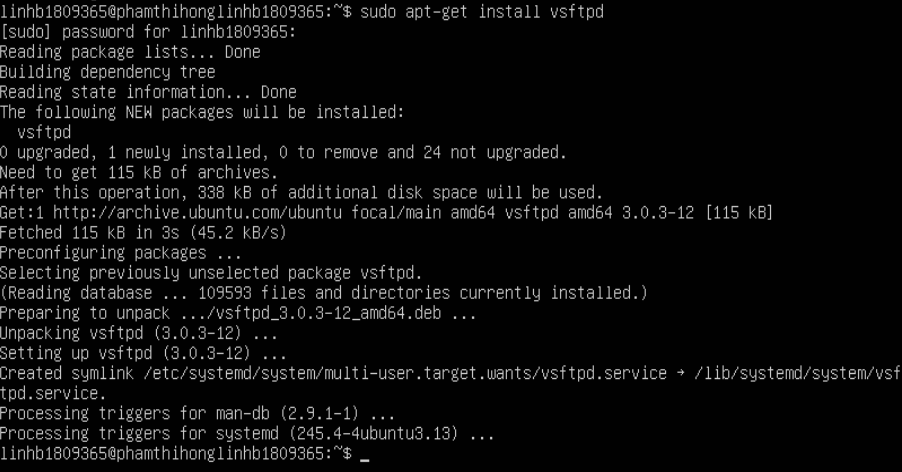 linhb1809365@phamthihonglinhb1809365:~$ sudo apt-get install vsftpd
[sudo] password for linhb1809365:
Reading package lists... Done
Building dependency tree
Reading state information... Done
The following NEW packages will be installed:
  vsftpd
0 upgraded, 1 newly installed, 0 to remove and 24 not upgraded.
Need to get 115 kB of archives.
After this operation, 338 kB of additional disk space will be used.
Get:1 http://archive.ubuntu.com/ubuntu focal/main amd64 vsftpd amd64 3.0.3-12 [115 kB]
Fetched 115 kB in 3s (45.2 kB/s)
Preconfiguring packages ...
Selecting previously unselected package vsftpd.
(Reading database ... 109593 files and directories currently installed.)
Preparing to unpack .../vsftpd_3.0.3-12_amd64.deb ...
Unpacking vsftpd (3.0.3-12) ...
Setting up vsftpd (3.0.3-12) ...
Created symlink /etc/systemd/system/multi-user.target.wants/vsftpd.service → /lib/systemd/system/vsf
tpd.service.
Processing triggers for man-db (2.9.1-1) ...
Processing triggers for systemd (245.4-4ubuntu3.13) ...
linhb1809365@phamthihonglinhb1809365:~$ _